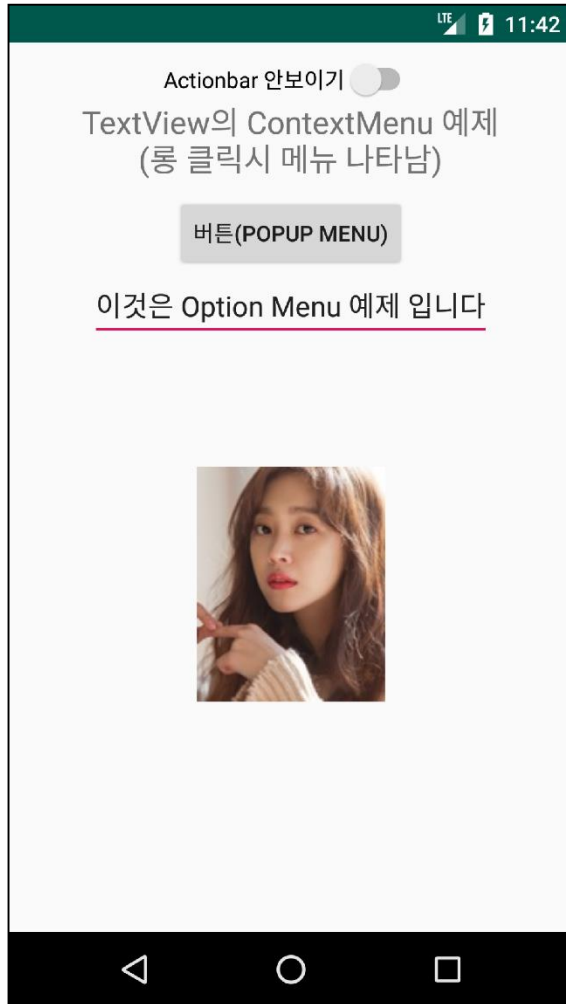 LTE 11:42
Actionbar 안보이기
TextView의 ContextMenu 예제
(롱 클릭시 메뉴 나타남)
버튼(POPUP MENU)
이것은 Option Menu 예제 입니다